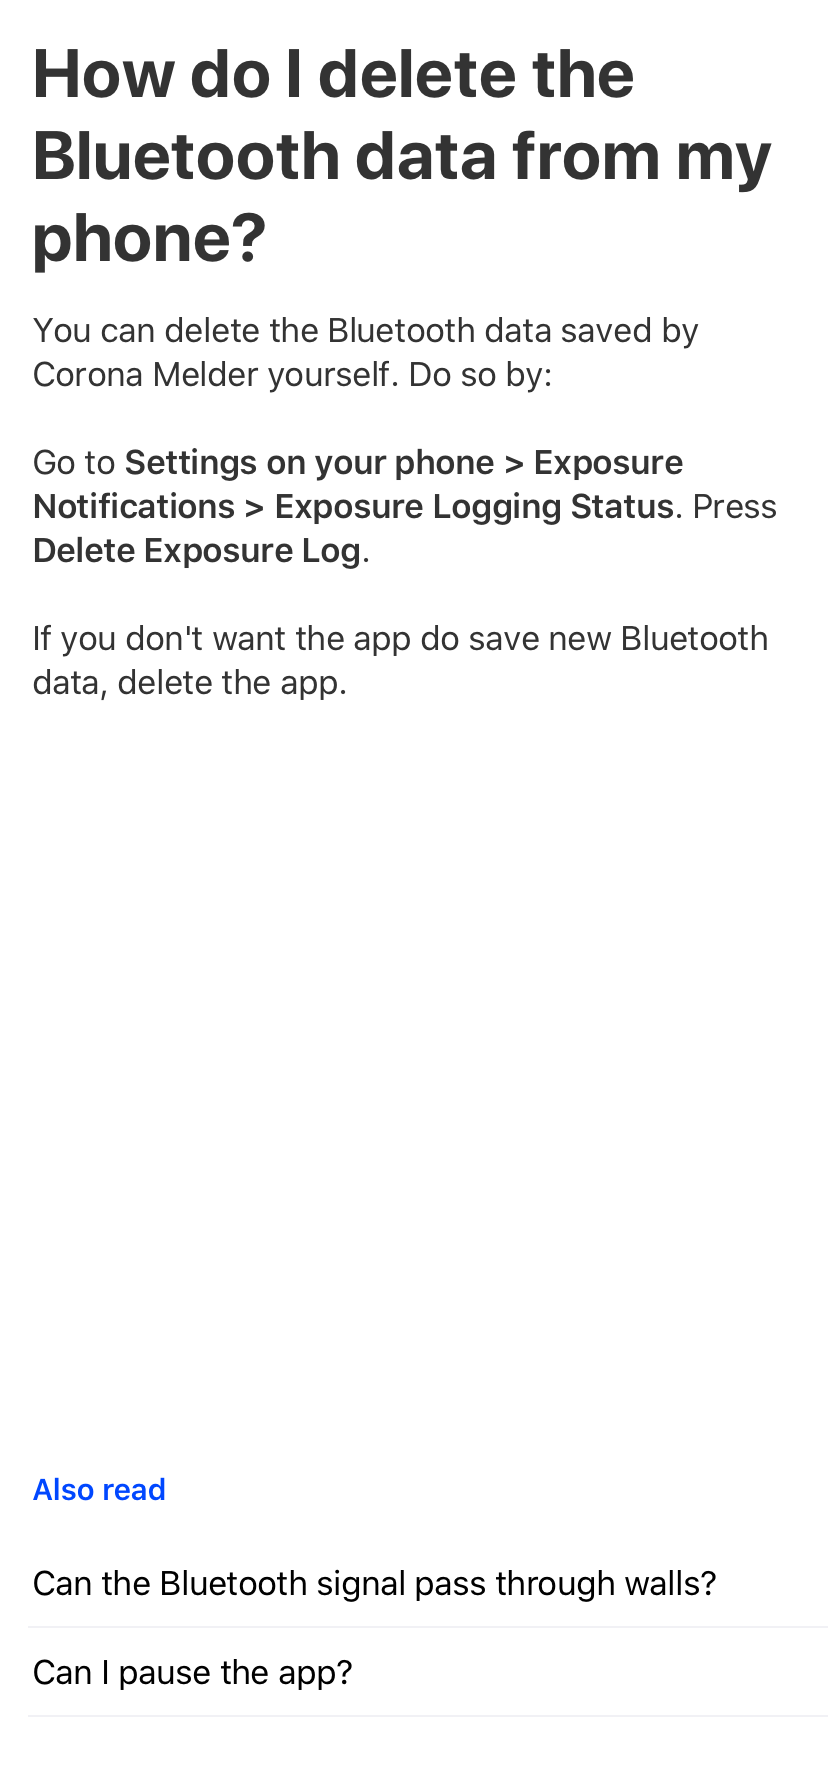 How do I delete the
Bluetooth data from my
phone?
You can delete the Bluetooth data saved by
Corona Melder yourself. Do so by:
Go to Settings on your phone > Exposure
Notifications > Exposure Logging Status. Press
Delete Exposure Log.
If you don't want the app do save new Bluetooth
data, delete the app.
Also read
Can the Bluetooth signal pass through walls?
Can I pause the app?